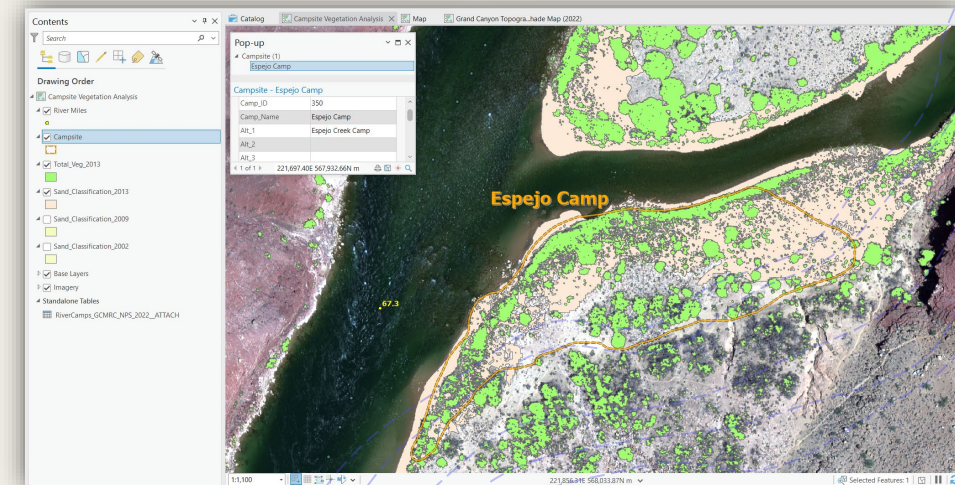 Contents
Search
Drawing Order
Campsite Vegetation Analysis
River Miles
Campsite
Total_Veg_2013
Sand_Classification_2013
Sand_Classification_2009
Sand_Classification_2002
Base Layers
Imagery
Standalone Tables
RiverCamps_GCMRC_NPS_2022__ATTACH
Catalog
Campsite Vegetation Analysis
Map
Grand Canyon Topogra...hade Map (2022)
Pop-up
Campsite (1)
Espejo Camp
Campsite - Espejo Camp
Camp_ID 350
Camp_Name Espejo Camp
Alt_1 Espejo Creek Camp
Alt_2
Alt_3
1 of 1 221,697.40E 567,932.66N m
Espejo Camp
67.3
1:1,100
221,856.31E 568,033.87N m
Selected Features: 1